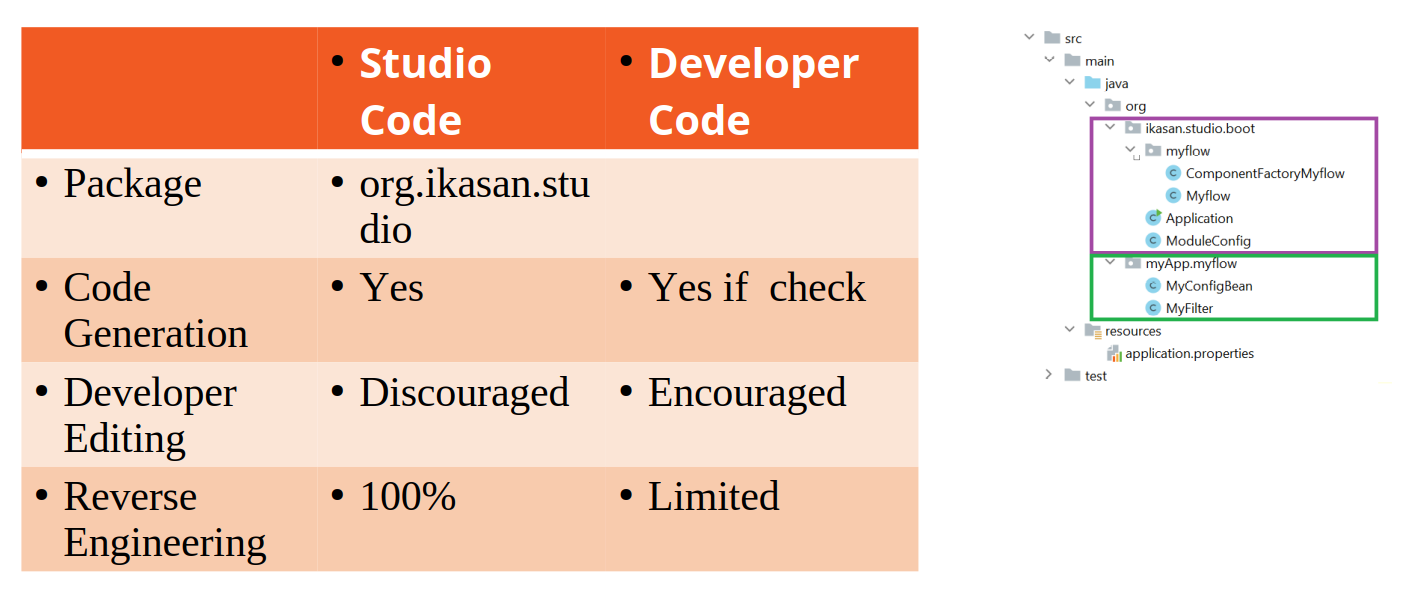 • Studio Code
• Developer Code
• Package
• org.ikasan.studio
• Code Generation
• Yes
• Yes if  check
• Developer Editing
• Discouraged
• Encouraged
• Reverse Engineering
• 100%
• Limited
src
main
java
org
ikasan.studio.boot
myflow
ComponentFactoryMyflow
Myflow
Application
ModuleConfig
myApp.myflow
MyConfigBean
MyFilter
resources
application.properties
test